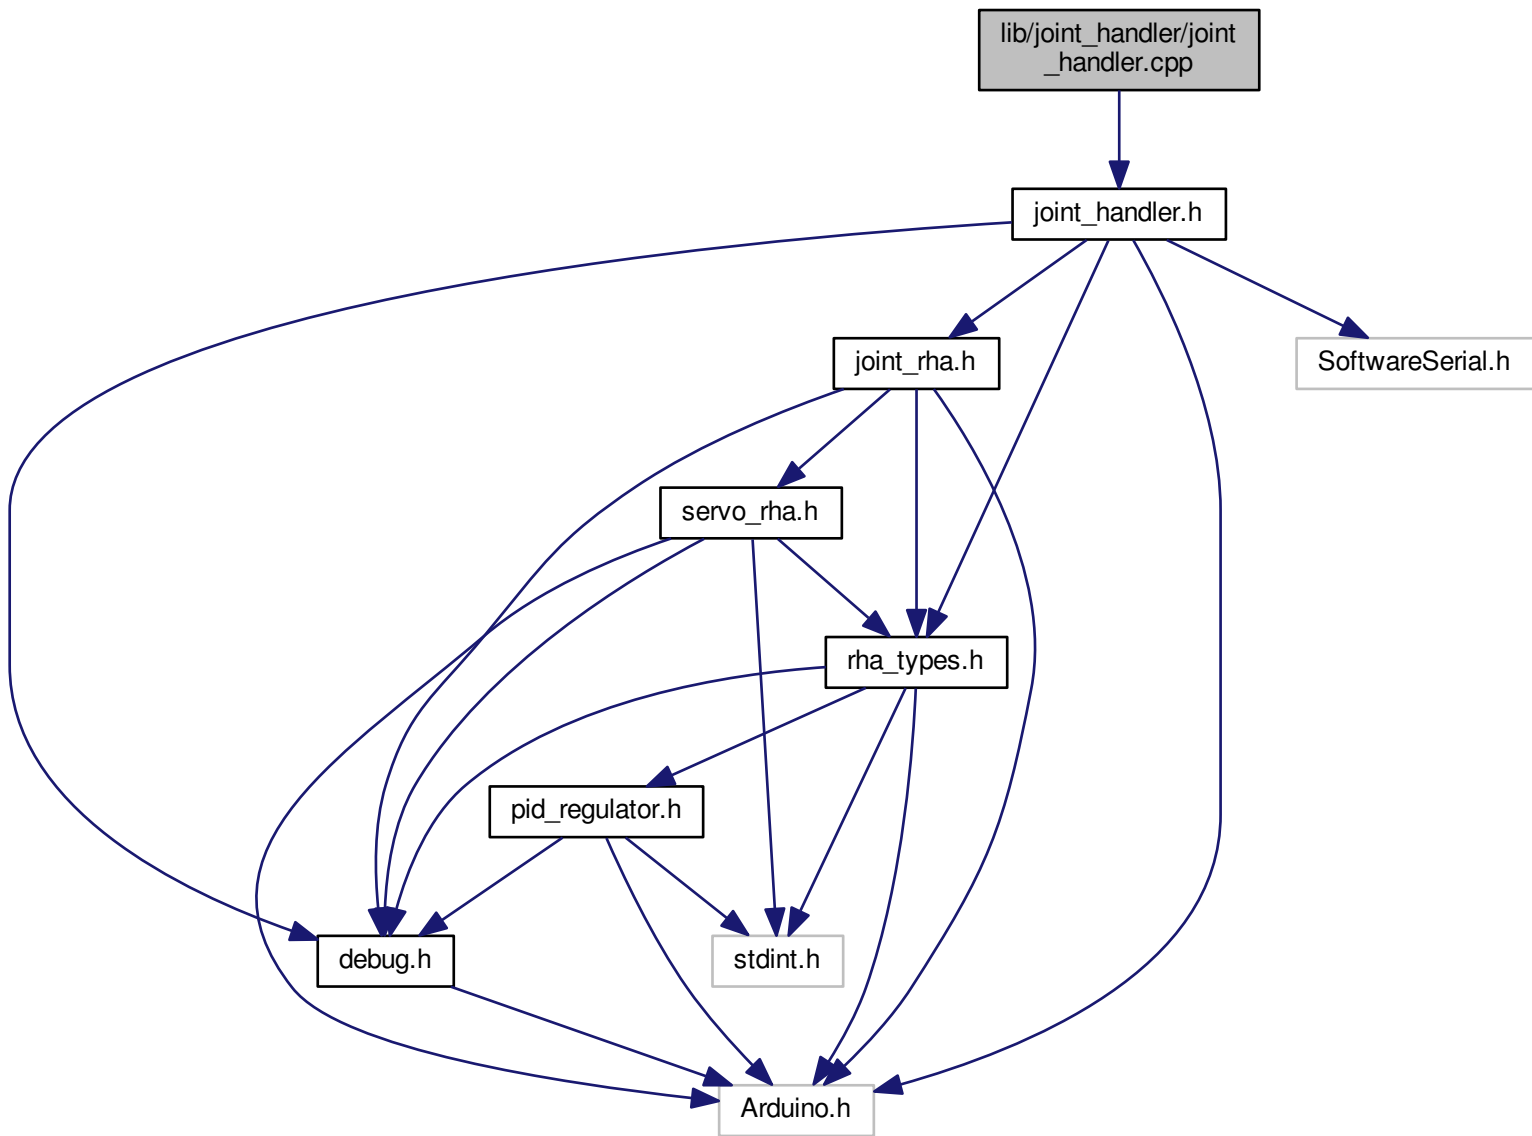 lib/joint_handler/joint
_handler.cpp
joint_handler.h
joint_rha.h
SoftwareSerial.h
servo_rha.h
rha_types.h
pid_regulator.h
debug.h
stdint.h
Arduino.h